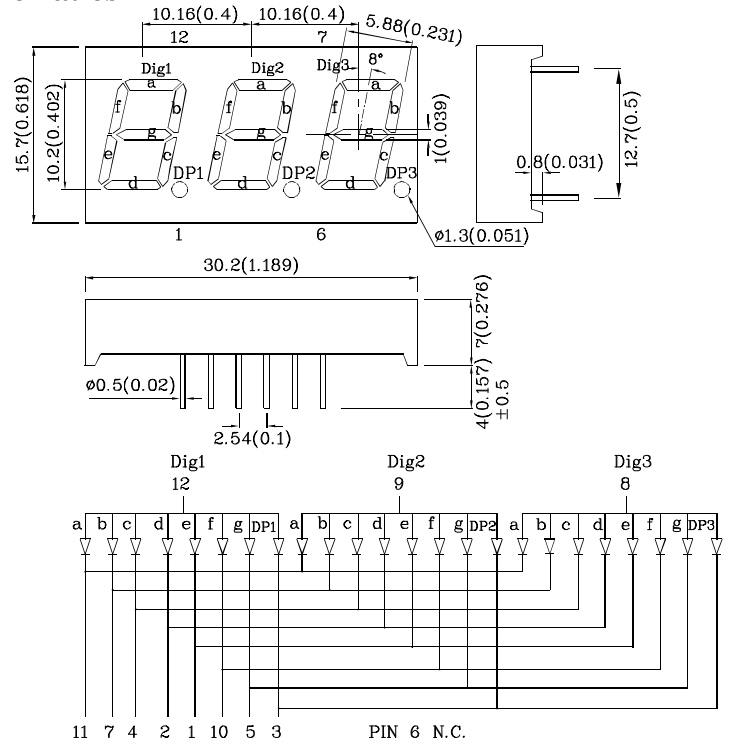 10.16(0.4) 10.16(0.4) 5.88(0.231)
12 7
8°
Dig1 Dig2 Dig3
a a a
f b f b f b
g g g
e c e c e c
d d d
DP1 DP2 DP3
15.7(0.618)
10.2(0.402)
1(0.039)
0.8(0.031)
12.7(0.5)
1 6
ø1.3(0.051)
30.2(1.189)
7(0.276)
ø0.5(0.02)
4(0.157)
±0.5
2.54(0.1)
Dig1 Dig2 Dig3
12 9 8
a b c d e f g DP1 a b c d e f g DP2 a b c d e f g DP3
11 7 4 2 1 10 5 3 PIN 6 N.C.